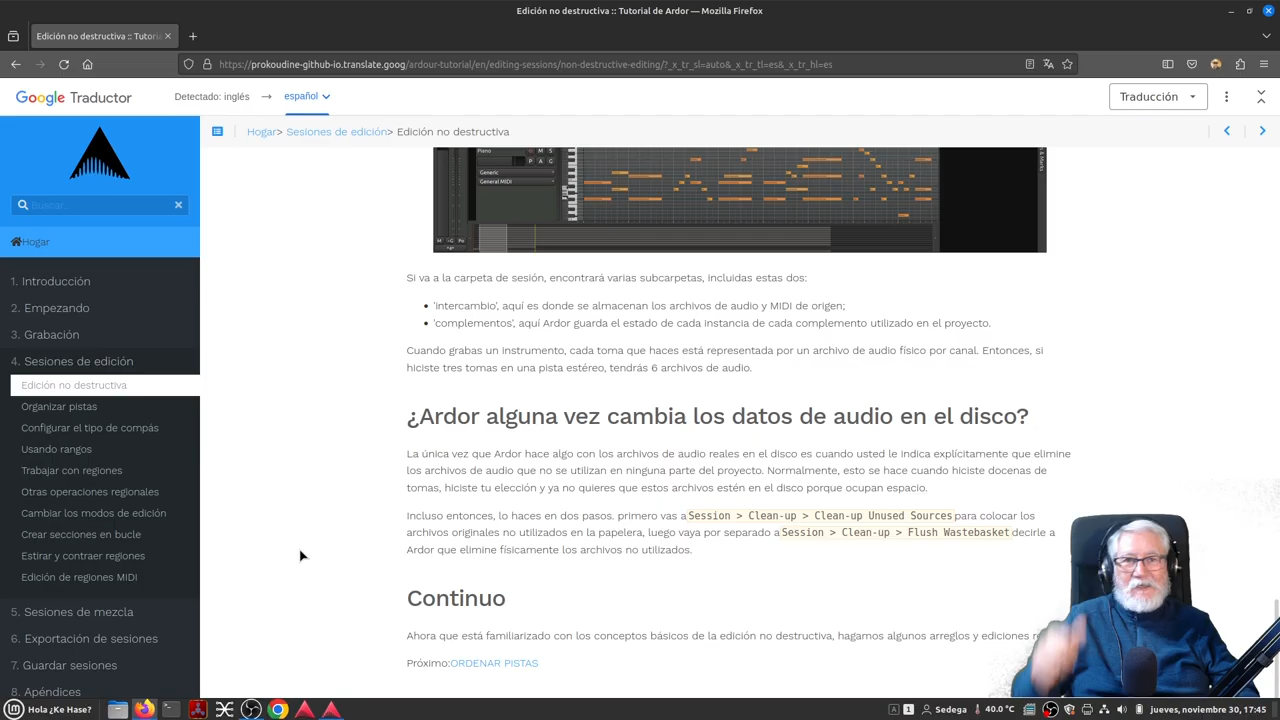 Edición no destructiva :: Tutorial de Ardor — Mozilla Firefox
Edición no destructiva :: Tutoria
https://prokoudine-github-io.translate.goog/ardour-tutorial/en/editing-sessions/non-destructive-editing/?_x_tr_sl=auto&_x_tr_tl=es&_x_tr_hl=es
Google Traductor
Detectado: inglés → español
Traducción
Hogar> Sesiones de edición> Edición no destructiva
Buscar...
Hogar
1. Introducción
2. Empezando
3. Grabación
4. Sesiones de edición
Edición no destructiva
Organizar pistas
Configurar el tipo de compás
Usando rangos
Trabajar con regiones
Otras operaciones regionales
Cambiar los modos de edición
Crear secciones en bucle
Estirar y contraer regiones
Edición de regiones MIDI
5. Sesiones de mezcla
6. Exportación de sesiones
7. Guardar sesiones
8. Apéndices
Piano
M S
P A G
Generic
General MIDI
Si va a la carpeta de sesión, encontrará varias subcarpetas, incluidas estas dos:
• 'intercambio', aquí es donde se almacenan los archivos de audio y MIDI de origen;
• 'complementos', aquí Ardor guarda el estado de cada instancia de cada complemento utilizado en el proyecto.
Cuando grabas un instrumento, cada toma que haces está representada por un archivo de audio físico por canal. Entonces, si
hiciste tres tomas en una pista estéreo, tendrás 6 archivos de audio.
¿Ardor alguna vez cambia los datos de audio en el disco?
La única vez que Ardor hace algo con los archivos de audio reales en el disco es cuando usted le indica explícitamente que elimine
los archivos de audio que no se utilizan en ninguna parte del proyecto. Normalmente, esto se hace cuando hiciste docenas de
tomas, hiciste tu elección y ya no quieres que estos archivos estén en el disco porque ocupan espacio.
Incluso entonces, lo haces en dos pasos. primero vas a Session > Clean-up > Clean-up Unused Sources para colocar los
archivos originales no utilizados en la papelera, luego vaya por separado a Session > Clean-up > Flush Wastebasket decirle a
Ardor que elimine físicamente los archivos no utilizados.
Continuo
Ahora que está familiarizado con los conceptos básicos de la edición no destructiva, hagamos algunos arreglos y ediciones
Próximo:ORDENAR PISTAS
Hola ¿Ke Hase?
A 1 Sedega 40.0 °C jueves, noviembre 30, 17:45